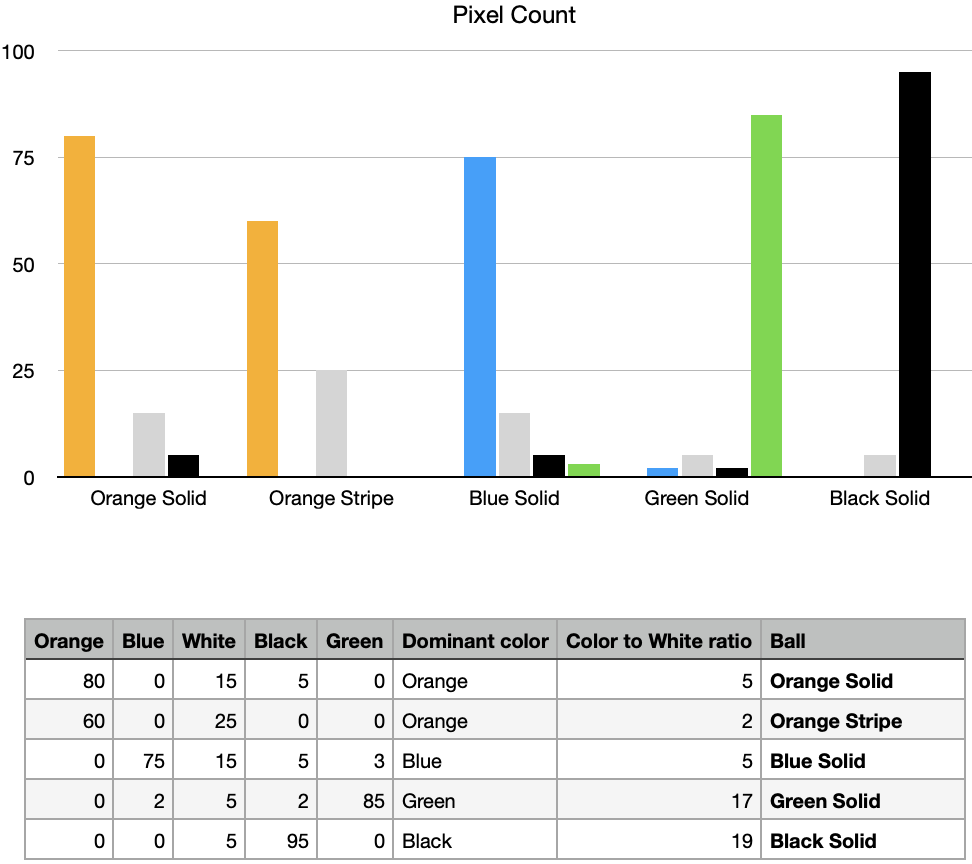 Pixel Count
100
75
50
25
0
Orange Solid Orange Stripe Blue Solid Green Solid Black Solid
Orange Blue White Black Green Dominant color Color to White ratio Ball
80 0 15 5 0 Orange 5 Orange Solid
60 0 25 0 0 Orange 2 Orange Stripe
0 75 15 5 3 Blue 5 Blue Solid
0 2 5 2 85 Green 17 Green Solid
0 0 5 95 0 Black 19 Black Solid